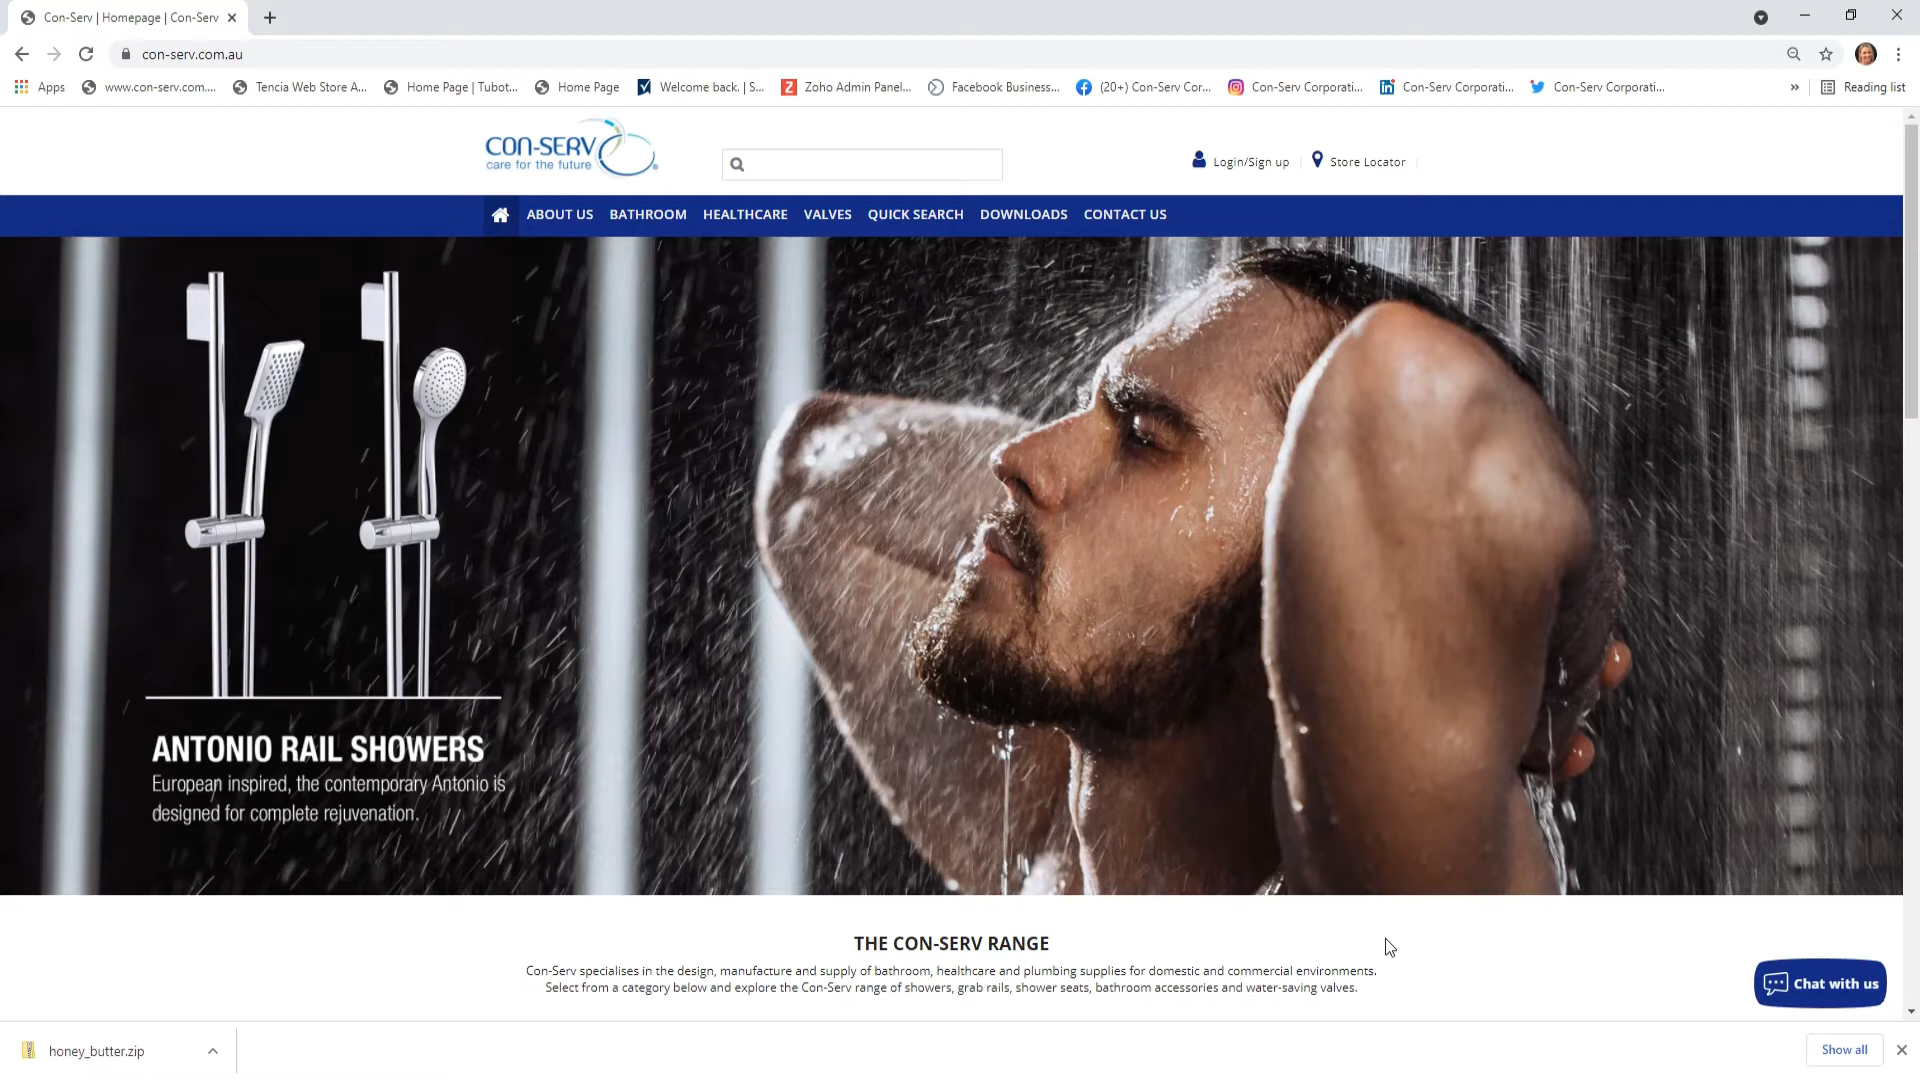 Con-Serv | Homepage | Con-Serv
con-serv.com.au
Apps www.con-serv.com.... Tencia Web Store A... Home Page | Tubot... Home Page Welcome back. | S... Zoho Admin Panel... Facebook Business... (20+) Con-Serv Cor... Con-Serv Corporati... Con-Serv Corporati... Con-Serv Corporati... » Reading list
CON-SERV
care for the future
Login/Sign up
Store Locator
ABOUT US BATHROOM HEALTHCARE VALVES QUICK SEARCH DOWNLOADS CONTACT US
ANTONIO RAIL SHOWERS
European inspired, the contemporary Antonio is
designed for complete rejuvenation.
THE CON-SERV RANGE
Con-Serv specialises in the design, manufacture and supply of bathroom, healthcare and plumbing supplies for domestic and commercial environments.
Select from a category below and explore the Con-Serv range of showers, grab rails, shower seats, bathroom accessories and water-saving valves.
Chat with us
honey_butter.zip
Show all